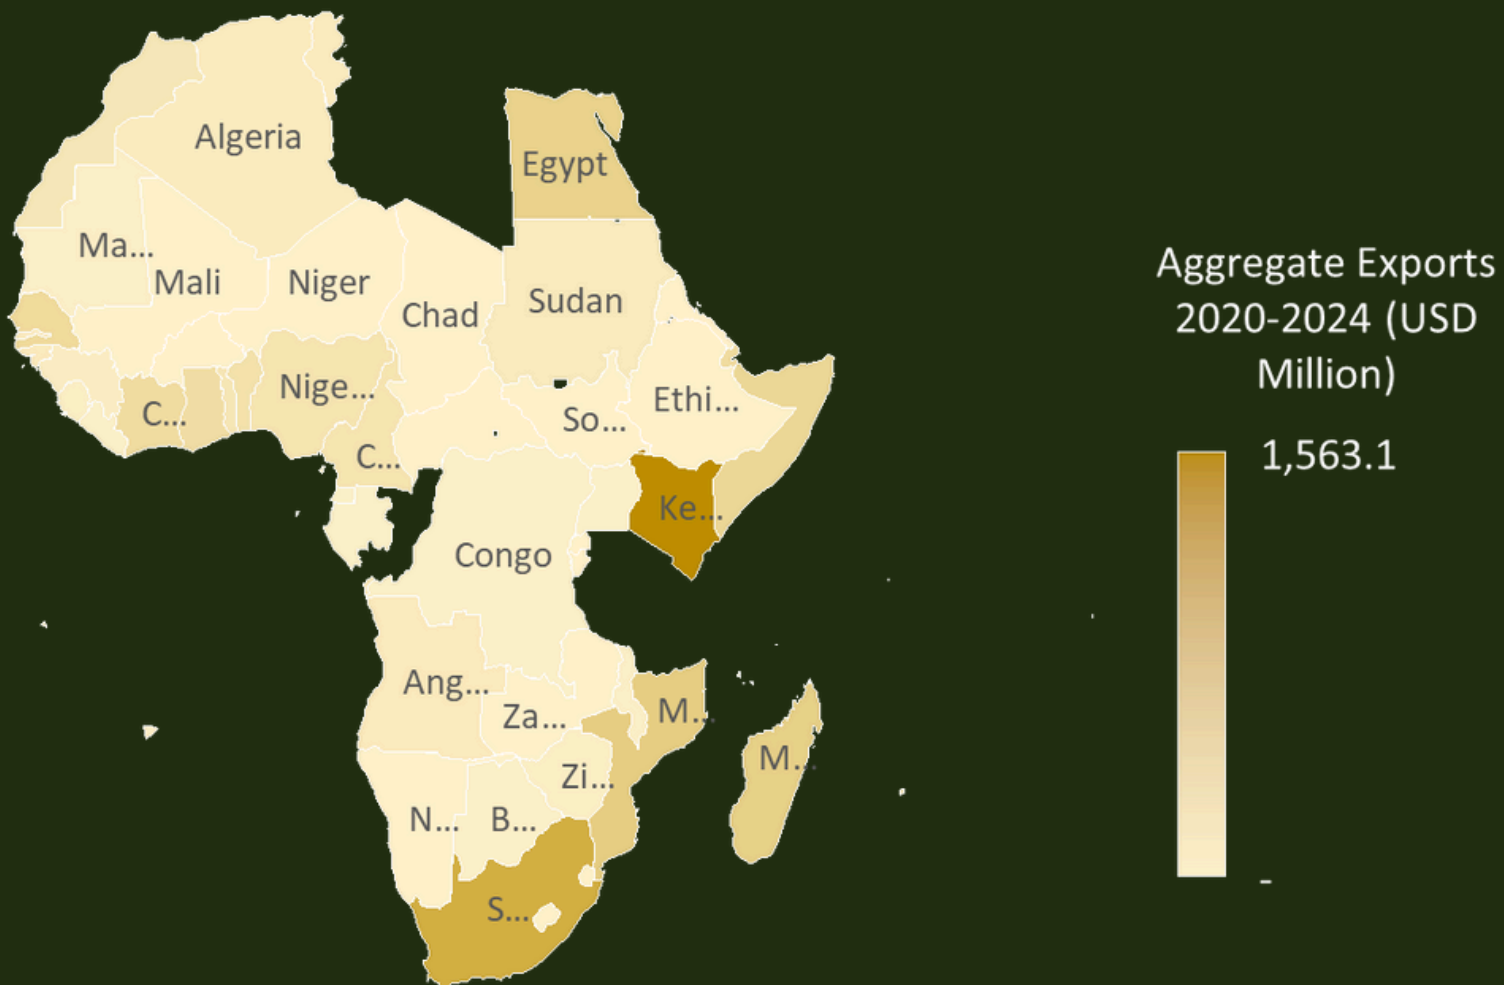 Algeria
Egypt
Ma...
Mali
Niger
Chad
Sudan
Nige...
C...
C...
So...
Ethi...
Ke...
Congo
Ang...
Za...
M...
M...
Zi...
N...
B...
S...
Aggregate Exports
2020-2024 (USD
Million)
1,563.1
-